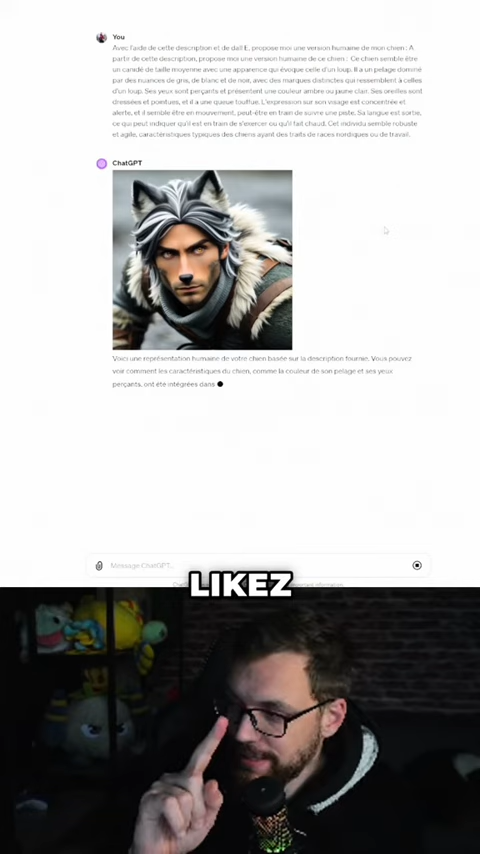 You
Avec l'aide de cette description et de dall E, propose moi une version humaine de mon chien : A
partir de cette description, propose moi une version humaine de ce chien : Ce chien semble être
un canidé de taille moyenne avec une apparence qui évoque celle d'un loup. Il a un pelage dominé
par des nuances de gris, de blanc et de noir, avec des marques distinctes qui ressemblent à celles
d'un loup. Ses yeux sont perçants et présentent une couleur ambre ou jaune clair. Ses oreilles sont
dressées et pointues, et il a une queue touffue. L'expression sur son visage est concentrée et
alerte, et il semble être en mouvement, peut-être en train de suivre une piste. Sa langue est sortie,
ce qui peut indiquer qu'il est en train de s'exercer ou qu'il fait chaud. Cet individu semble robuste
et agile, caractéristiques typiques des chiens ayant des traits de races nordiques ou de travail.
ChatGPT
Voici une représentation humaine de votre chien basée sur la description fournie. Vous pouvez
voir comment les caractéristiques du chien, comme la couleur de son pelage et ses yeux
perçants, ont été intégrées dans
Message ChatGPT...
LIKEZ
important information.